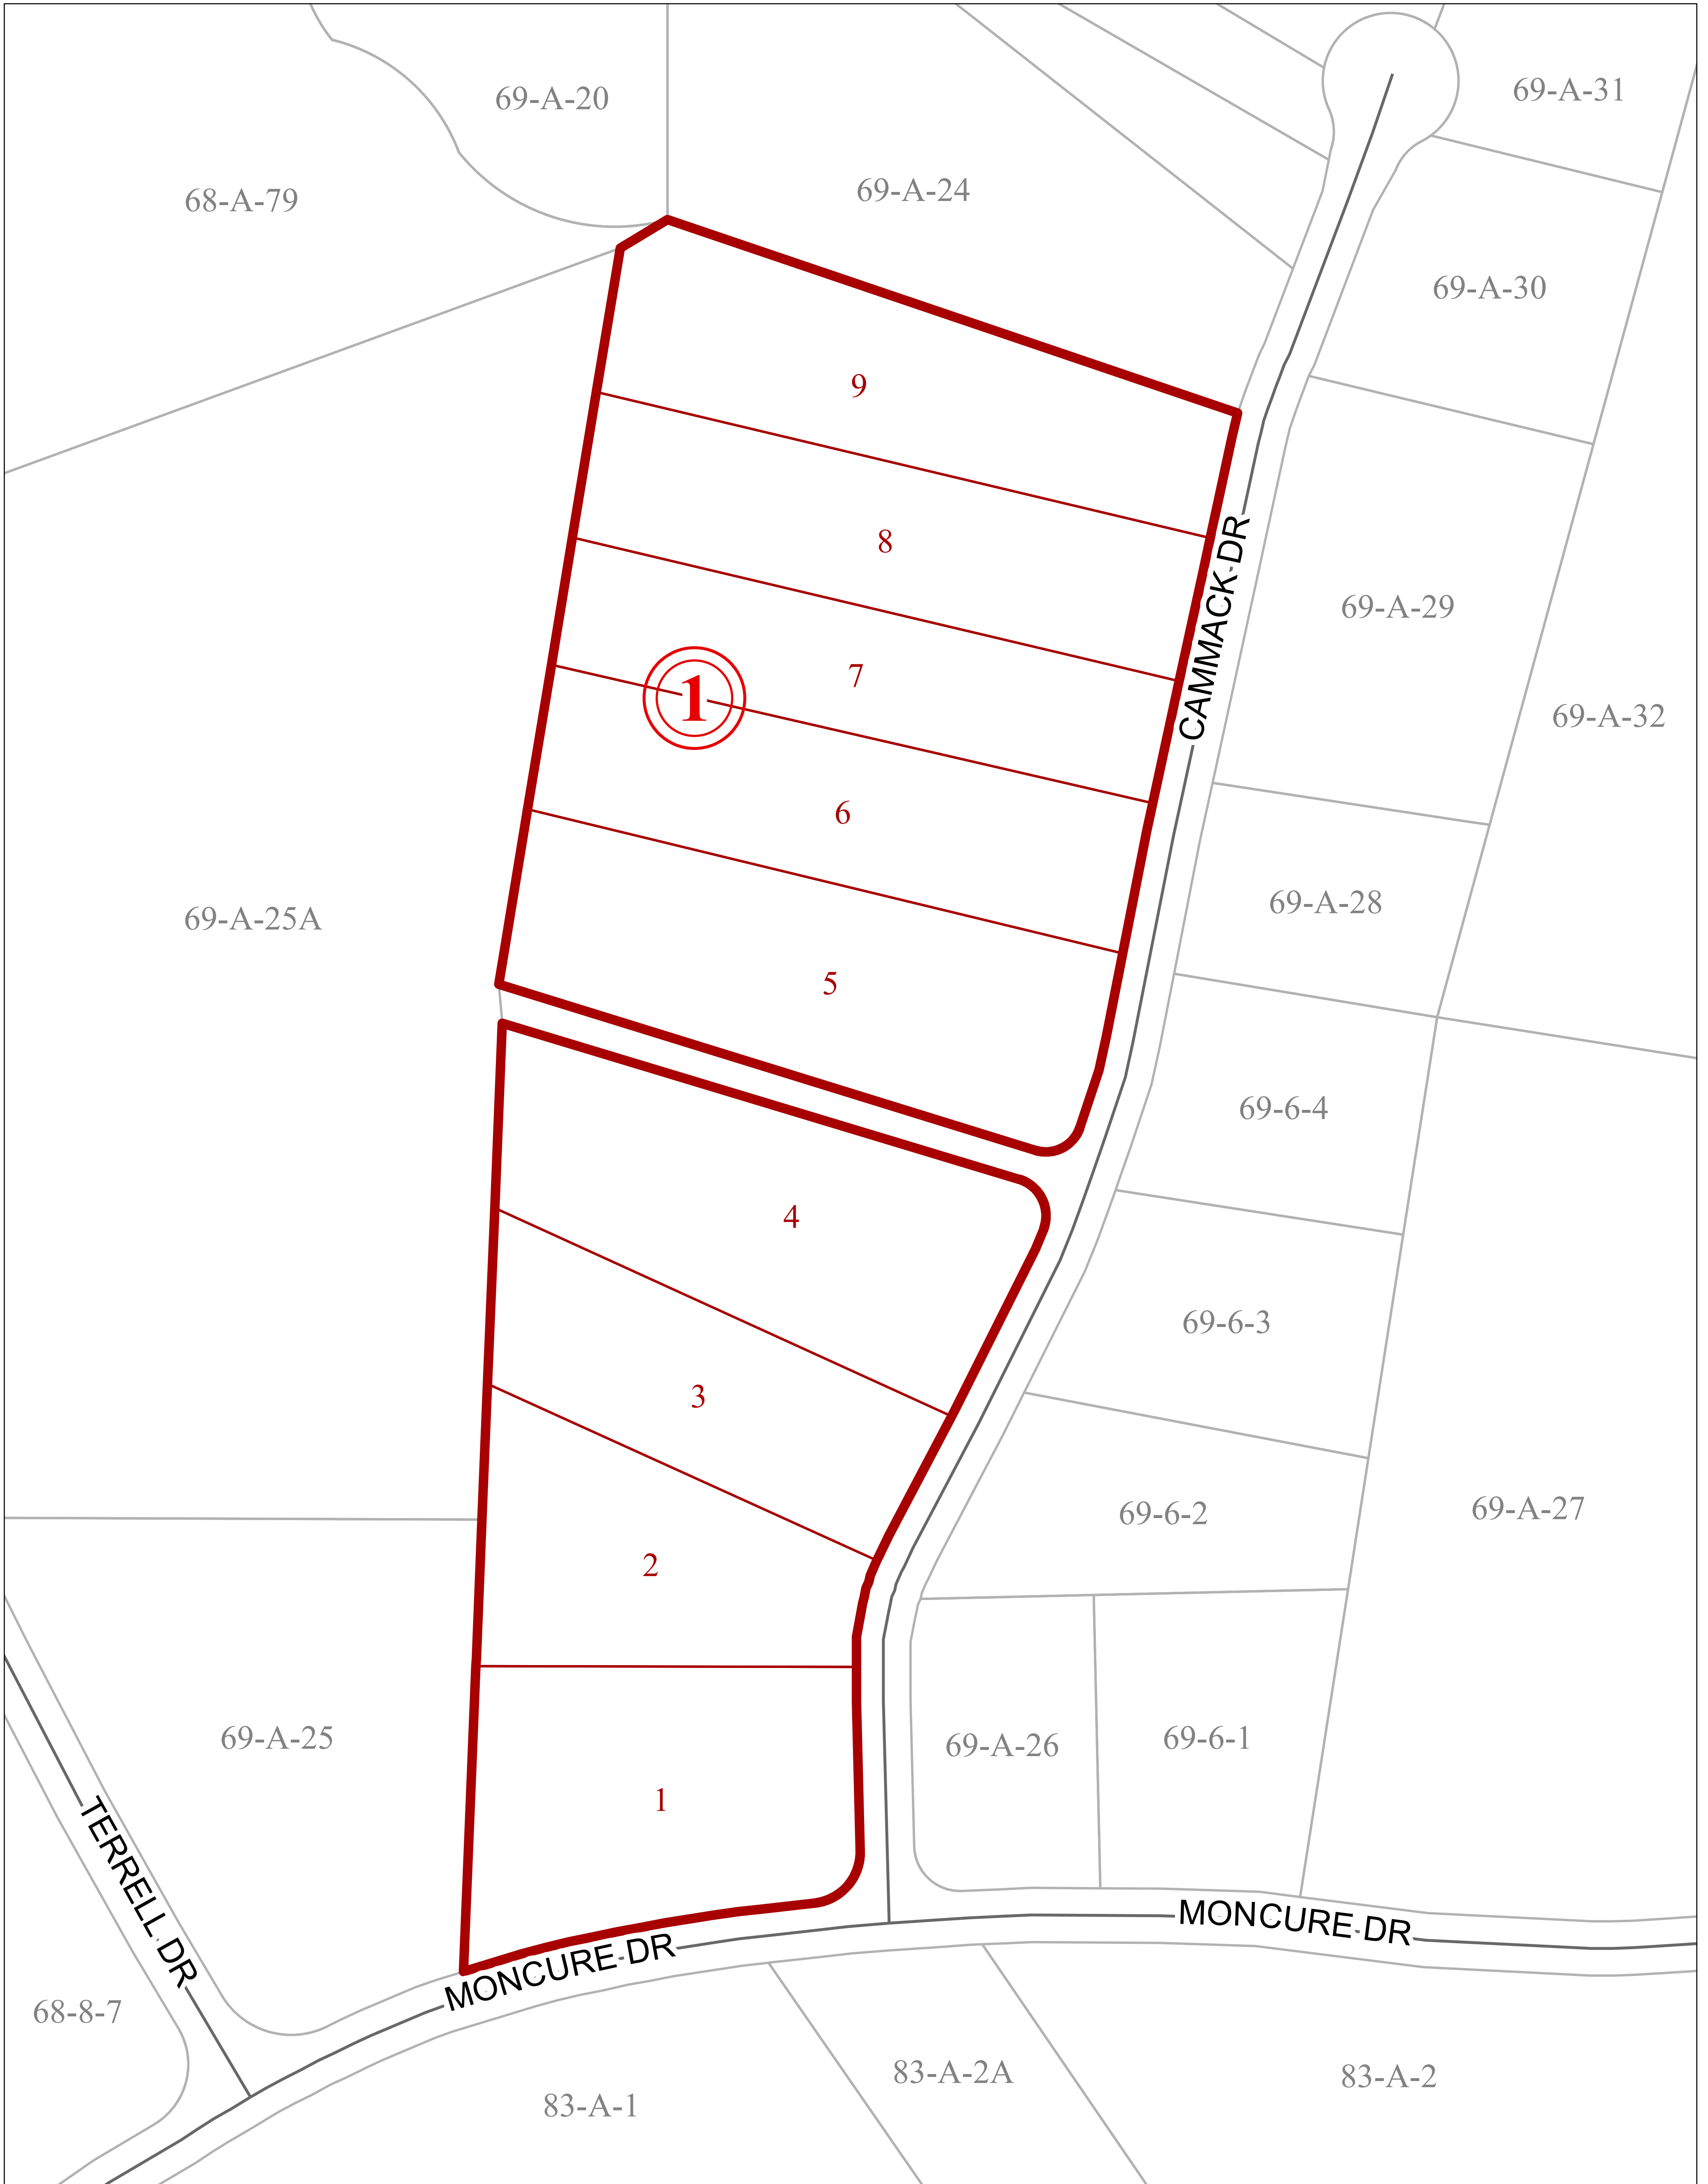 69-A-31
69-A-20
69-A-24
68-A-79
69-A-30
9
8
CAMMACK DR
69-A-29
7
1
69-A-32
6
69-A-28
69-A-25A
5
69-6-4
4
69-6-3
3
69-6-2
69-A-27
2
69-A-25
69-A-26
69-6-1
1
TERRELL DR
MONCURE DR
MONCURE DR
68-8-7
83-A-2A
83-A-2
83-A-1